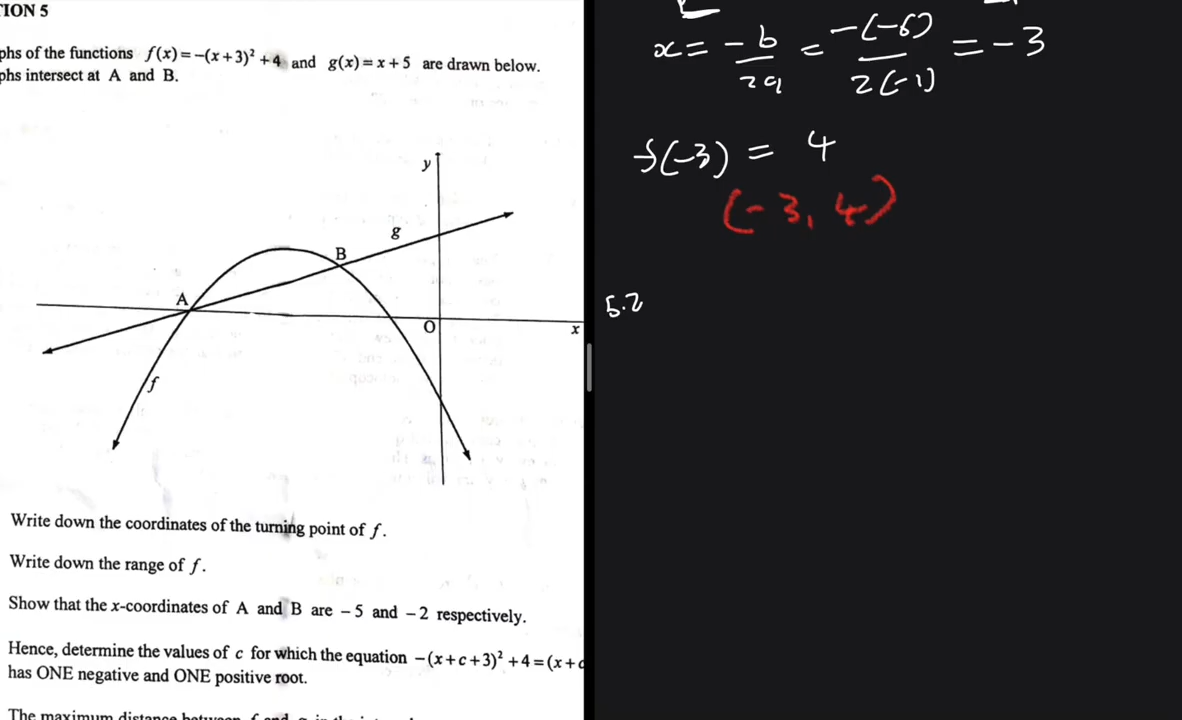 TION 5
phs of the functions f(x) = −(x+3)² + 4 and g(x) = x + 5 are drawn below.
phs intersect at A and B.
y
g
B
A
O
x
f
Write down the coordinates of the turning point of f.
Write down the range of f.
Show that the x-coordinates of A and B are −5 and −2 respectively.
Hence, determine the values of c for which the equation −(x+c+3)² + 4 = (x+c
has ONE negative and ONE positive root.
x = -b/2a = -(-6)/2(-1) = -3
f(-3) = 4
(-3, 4)
5.2